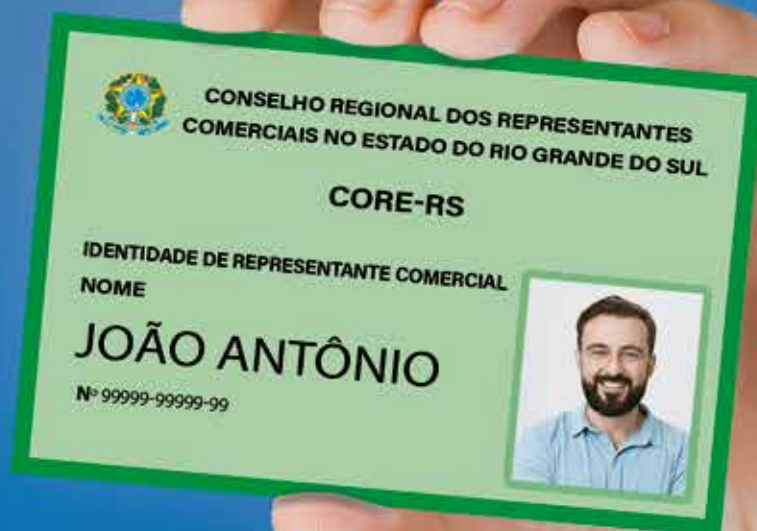 CONSELHO REGIONAL DOS REPRESENTANTES
COMERCIAIS NO ESTADO DO RIO GRANDE DO SUL
CORE-RS
IDENTIDADE DE REPRESENTANTE COMERCIAL
NOME
JOÃO ANTÔNIO
Nº 99999-99999-99